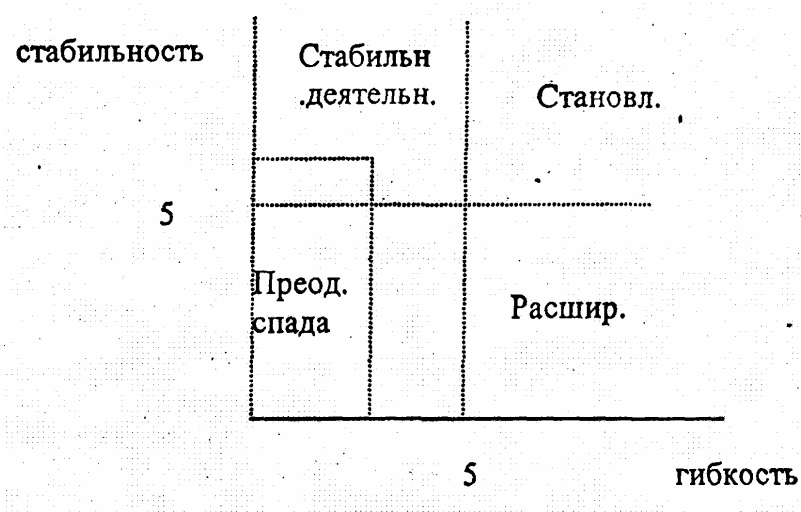 стабильность
Стабильн
.деятельн.
Становл.
5
Преод.
спада
Расшир.
5
гибкость